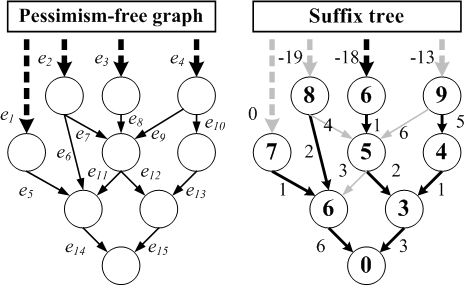 Pessimism-free graph
Suffix tree
e2 e3 e4
-19 -18 -13
e1
0
8 6 9
e7 e8 e9 e10
4 1 6 5
7 5 4
e6
2
e5 e11 e12 e13
1 3 2 1
6 3
e14 e15
6 3
0